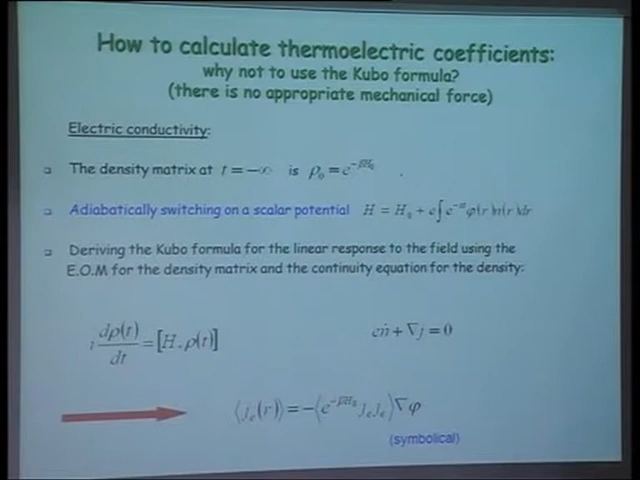 How to calculate thermoelectric coefficients:
why not to use the Kubo formula?
(there is no appropriate mechanical force)
Electric conductivity:
The density matrix at t = −∞ is ρ₀ = e^{−βH₀}
Adiabatically switching on a scalar potential H = H₀ + e∫ φ(r)n(r)dr
Deriving the Kubo formula for the linear response to the field using the
E.O.M for the density matrix and the continuity equation for the density:
i dρ(t)/dt = [H, ρ(t)] eṅ + ∇j = 0
⟨j_e(r)⟩ = −⟨e^{−βH₀} j_e j_e⟩∇φ
(symbolical)